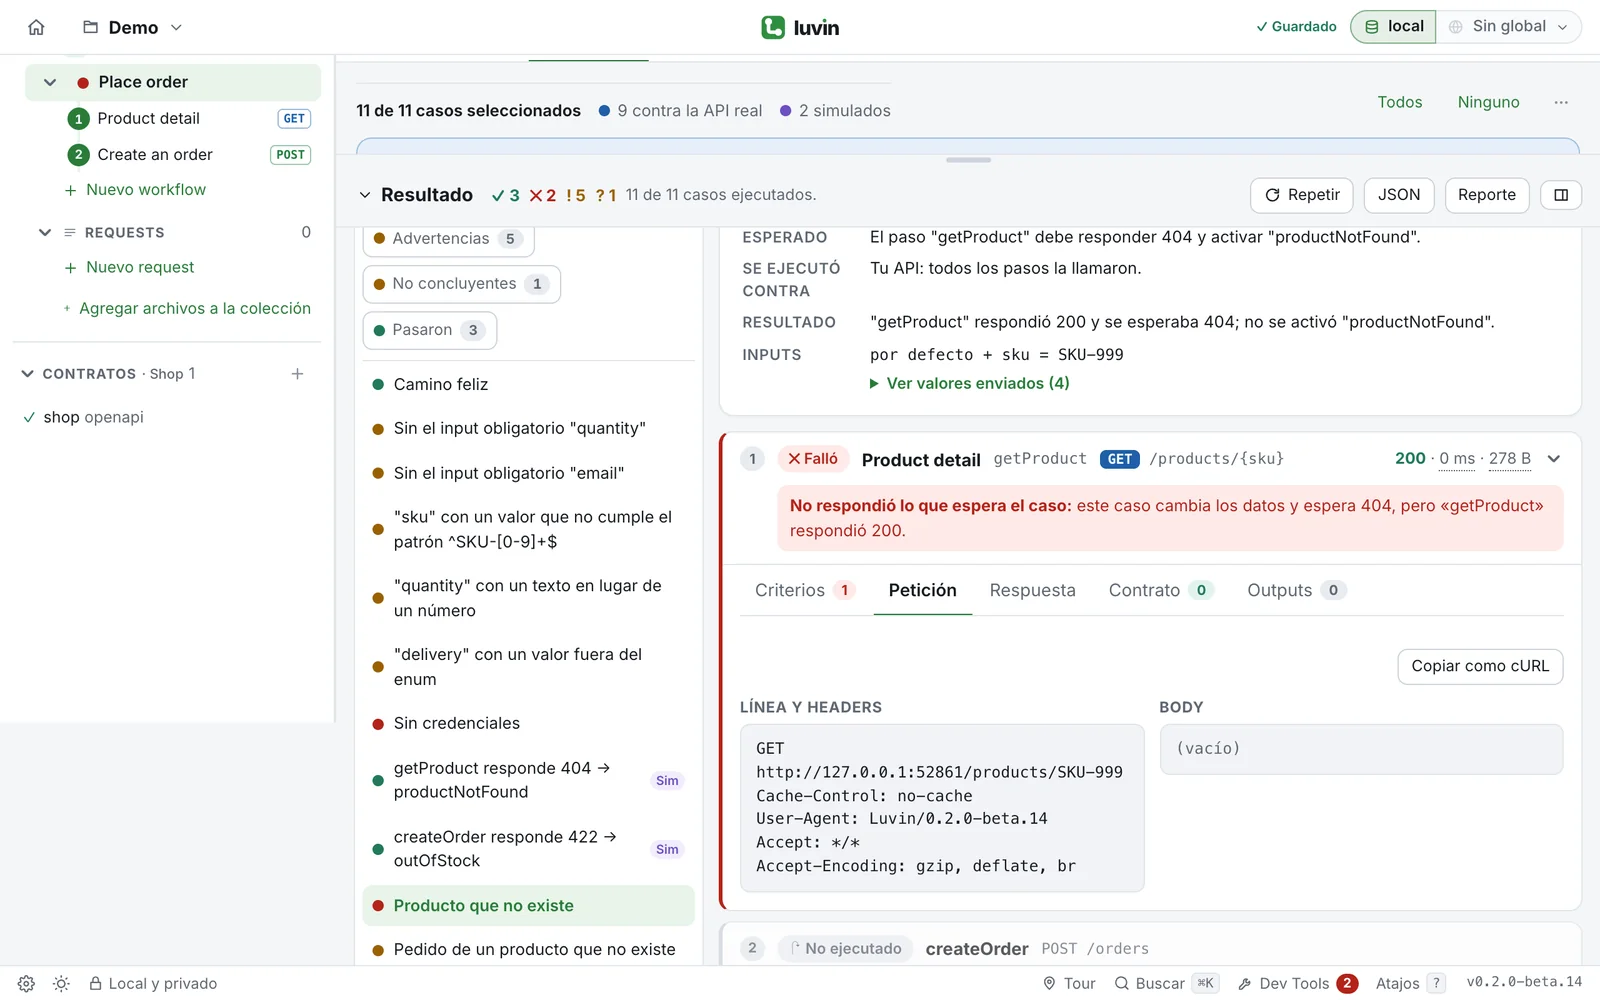 Demo
luvin
✓ Guardado
local
Sin global
Place order
1 Product detail GET
2 Create an order POST
+ Nuevo workflow
REQUESTS 0
+ Nuevo request
+ Agregar archivos a la colección
CONTRATOS · Shop 1 +
✓ shop openapi
11 de 11 casos seleccionados 9 contra la API real 2 simulados
Todos Ninguno ···
Resultado ✓ 3 ✕ 2 ! 5 ? 1 11 de 11 casos ejecutados.
Repetir JSON Reporte
Advertencias 5
No concluyentes 1
Pasaron 3
Camino feliz
Sin el input obligatorio "quantity"
Sin el input obligatorio "email"
"sku" con un valor que no cumple el
patrón ^SKU-[0-9]+$
"quantity" con un texto en lugar de
un número
"delivery" con un valor fuera del
enum
Sin credenciales
getProduct responde 404 →
productNotFound
Sim
createOrder responde 422 →
outOfStock
Sim
Producto que no existe
Pedido de un producto que no existe
ESPERADO El paso "getProduct" debe responder 404 y activar "productNotFound".
SE EJECUTÓ Tu API: todos los pasos la llamaron.
CONTRA
RESULTADO "getProduct" respondió 200 y se esperaba 404; no se activó "productNotFound".
INPUTS por defecto + sku = SKU-999
Ver valores enviados (4)
1 ✕ Falló Product detail getProduct GET /products/{sku} 200 · 0 ms · 278 B
No respondió lo que espera el caso: este caso cambia los datos y espera 404, pero «getProduct»
respondió 200.
Criterios 1 Petición Respuesta Contrato 0 Outputs 0
Copiar como cURL
LÍNEA Y HEADERS
GET
http://127.0.0.1:52861/products/SKU-999
Cache-Control: no-cache
User-Agent: Luvin/0.2.0-beta.14
Accept: */*
Accept-Encoding: gzip, deflate, br
BODY
(vacío)
2 No ejecutado createOrder POST /orders
Local y privado
Tour Buscar ⌘K Dev Tools 2 Atajos ? v0.2.0-beta.14